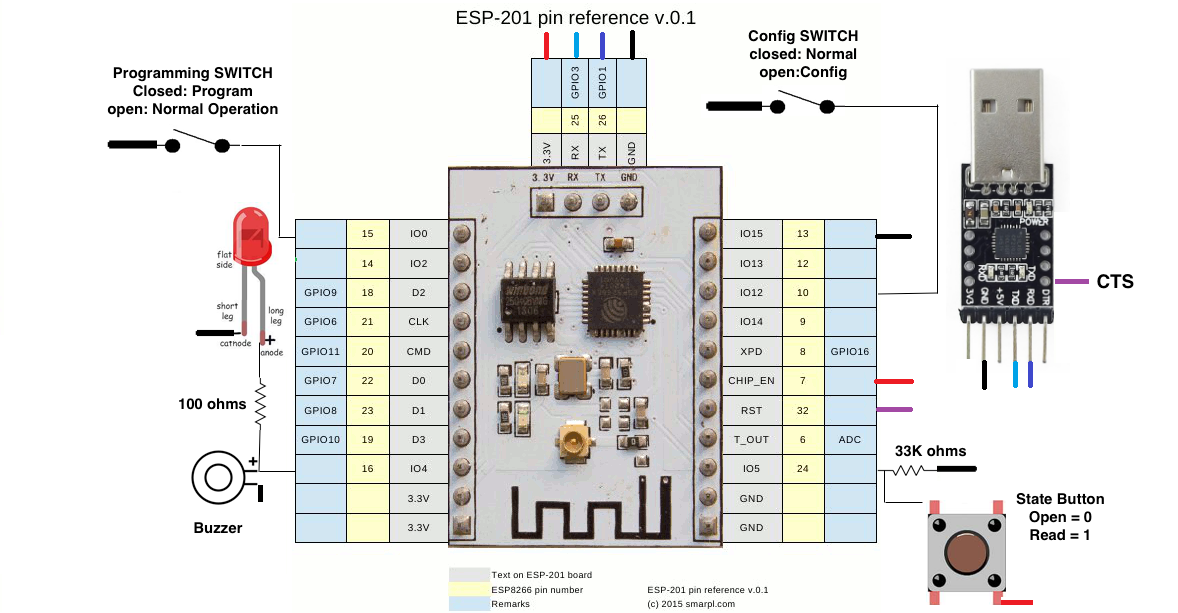 ESP-201 pin reference v.0.1
Programming SWITCH
Closed: Program
open: Normal Operation
Config SWITCH
closed: Normal
open:Config
GPIO3
GPIO1
25
26
3.3V
RX
TX
GND
3.3V RX TX GND
15 IO0
14 IO2
GPIO9 18 D2
GPIO6 21 CLK
GPIO11 20 CMD
GPIO7 22 D0
GPIO8 23 D1
GPIO10 19 D3
16 IO4
3.3V
3.3V
IO15 13
IO13 12
IO12 10
IO14 9
XPD 8 GPIO16
CHIP_EN 7
RST 32
T_OUT 6 ADC
IO5 24
GND
GND
flat
side
short
leg
long
leg
+
catnode
anode
100 ohms
+
Buzzer
POWER
RXD
TXD
3V3
GND
+5V
TXD
RXD
DTR
CTS
33K ohms
State Button
Open = 0
Read = 1
Text on ESP-201 board
ESP8266 pin number
Remarks
ESP-201 pin reference v.0.1
(c) 2015 smarpl.com